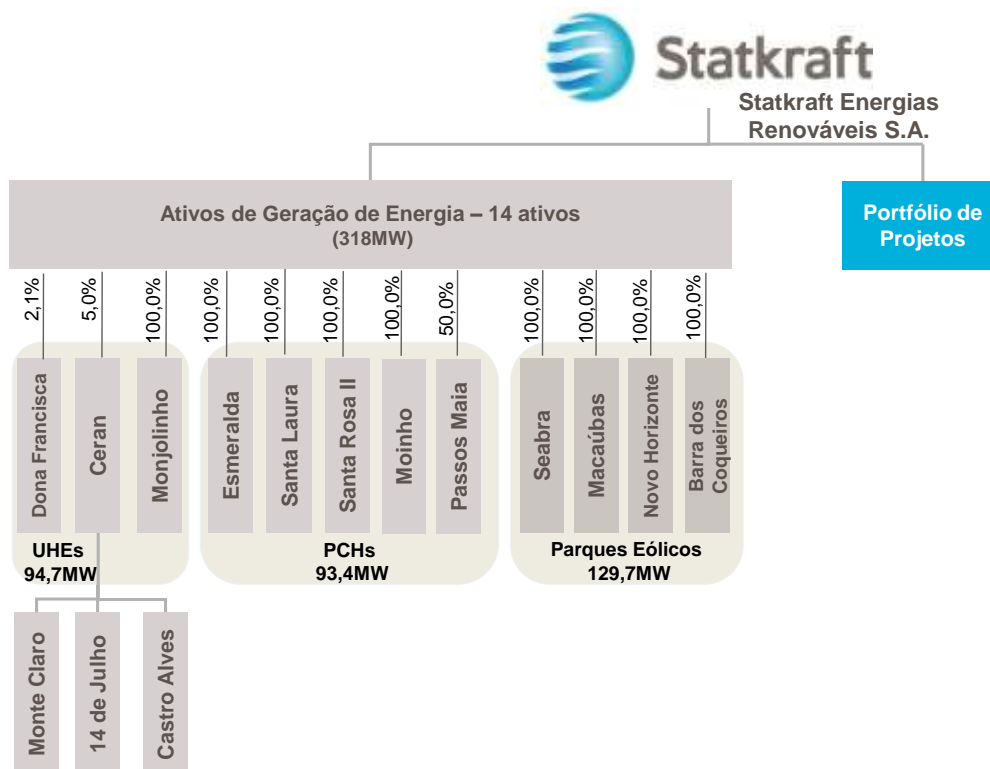 Statkraft
Statkraft Energias
Renováveis S.A.
Ativos de Geração de Energia – 14 ativos
(318MW)
Portfólio de
Projetos
2,1%
5,0%
100,0%
100,0%
100,0%
100,0%
100,0%
50,0%
100,0%
100,0%
100,0%
100,0%
Dona Francisca
Ceran
Monjolinho
Esmeralda
Santa Laura
Santa Rosa II
Moinho
Passos Maia
Seabra
Macaúbas
Novo Horizonte
Barra dos
Coqueiros
UHEs
94,7MW
PCHs
93,4MW
Parques Eólicos
129,7MW
Monte Claro
14 de Julho
Castro Alves